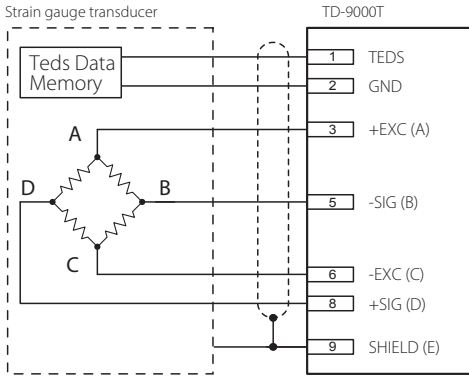 Strain gauge transducer
TD-9000T
Teds Data
Memory
1 TEDS
2 GND
A
3 +EXC (A)
D
B
5 -SIG (B)
C
6 -EXC (C)
8 +SIG (D)
9 SHIELD (E)